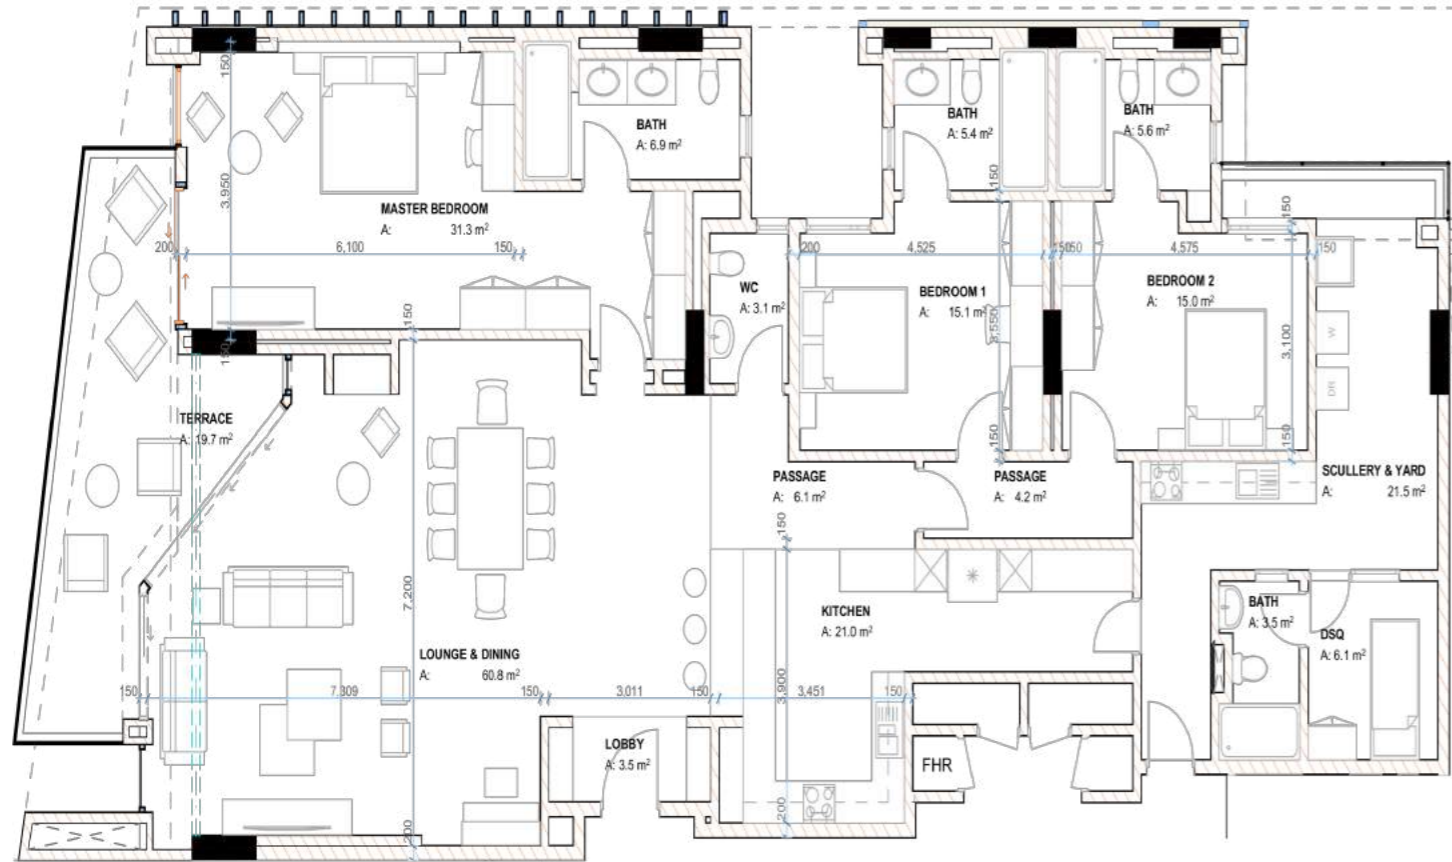 150
BATH
A: 6.9 m²
BATH
A: 5.4 m²
BATH
A: 5.6 m²
3,950
150
150
MASTER BEDROOM
A: 31.3 m²
200
6,100
150
200
4,525
150
4,575
150
WC
A: 3.1 m²
BEDROOM 1
A: 15.1 m²
3,550
BEDROOM 2
A: 15.0 m²
3,100
W
DR
150
150
TERRACE
A: 19.7 m²
150
150
PASSAGE
A: 6.1 m²
PASSAGE
A: 4.2 m²
SCULLERY & YARD
A: 21.5 m²
150
7,200
KITCHEN
A: 21.0 m²
BATH
A: 3.5 m²
DSQ
A: 6.1 m²
LOUNGE & DINING
A: 60.8 m²
150
7,309
150
3,011
150
3,900
3,451
150
LOBBY
A: 3.5 m²
FHR
200
200